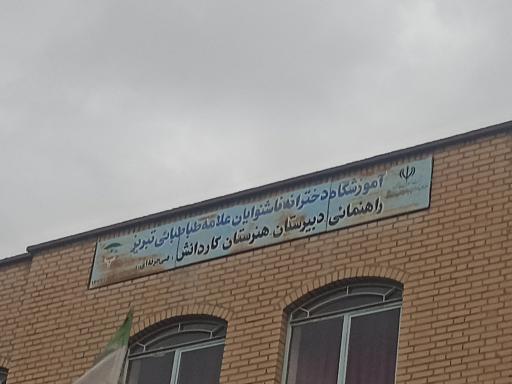 آموزشگاه دخترانه ناشنوایان علامه طباطبائی تبریز
راهنمائی دبیرستان هنرستان کاردانش